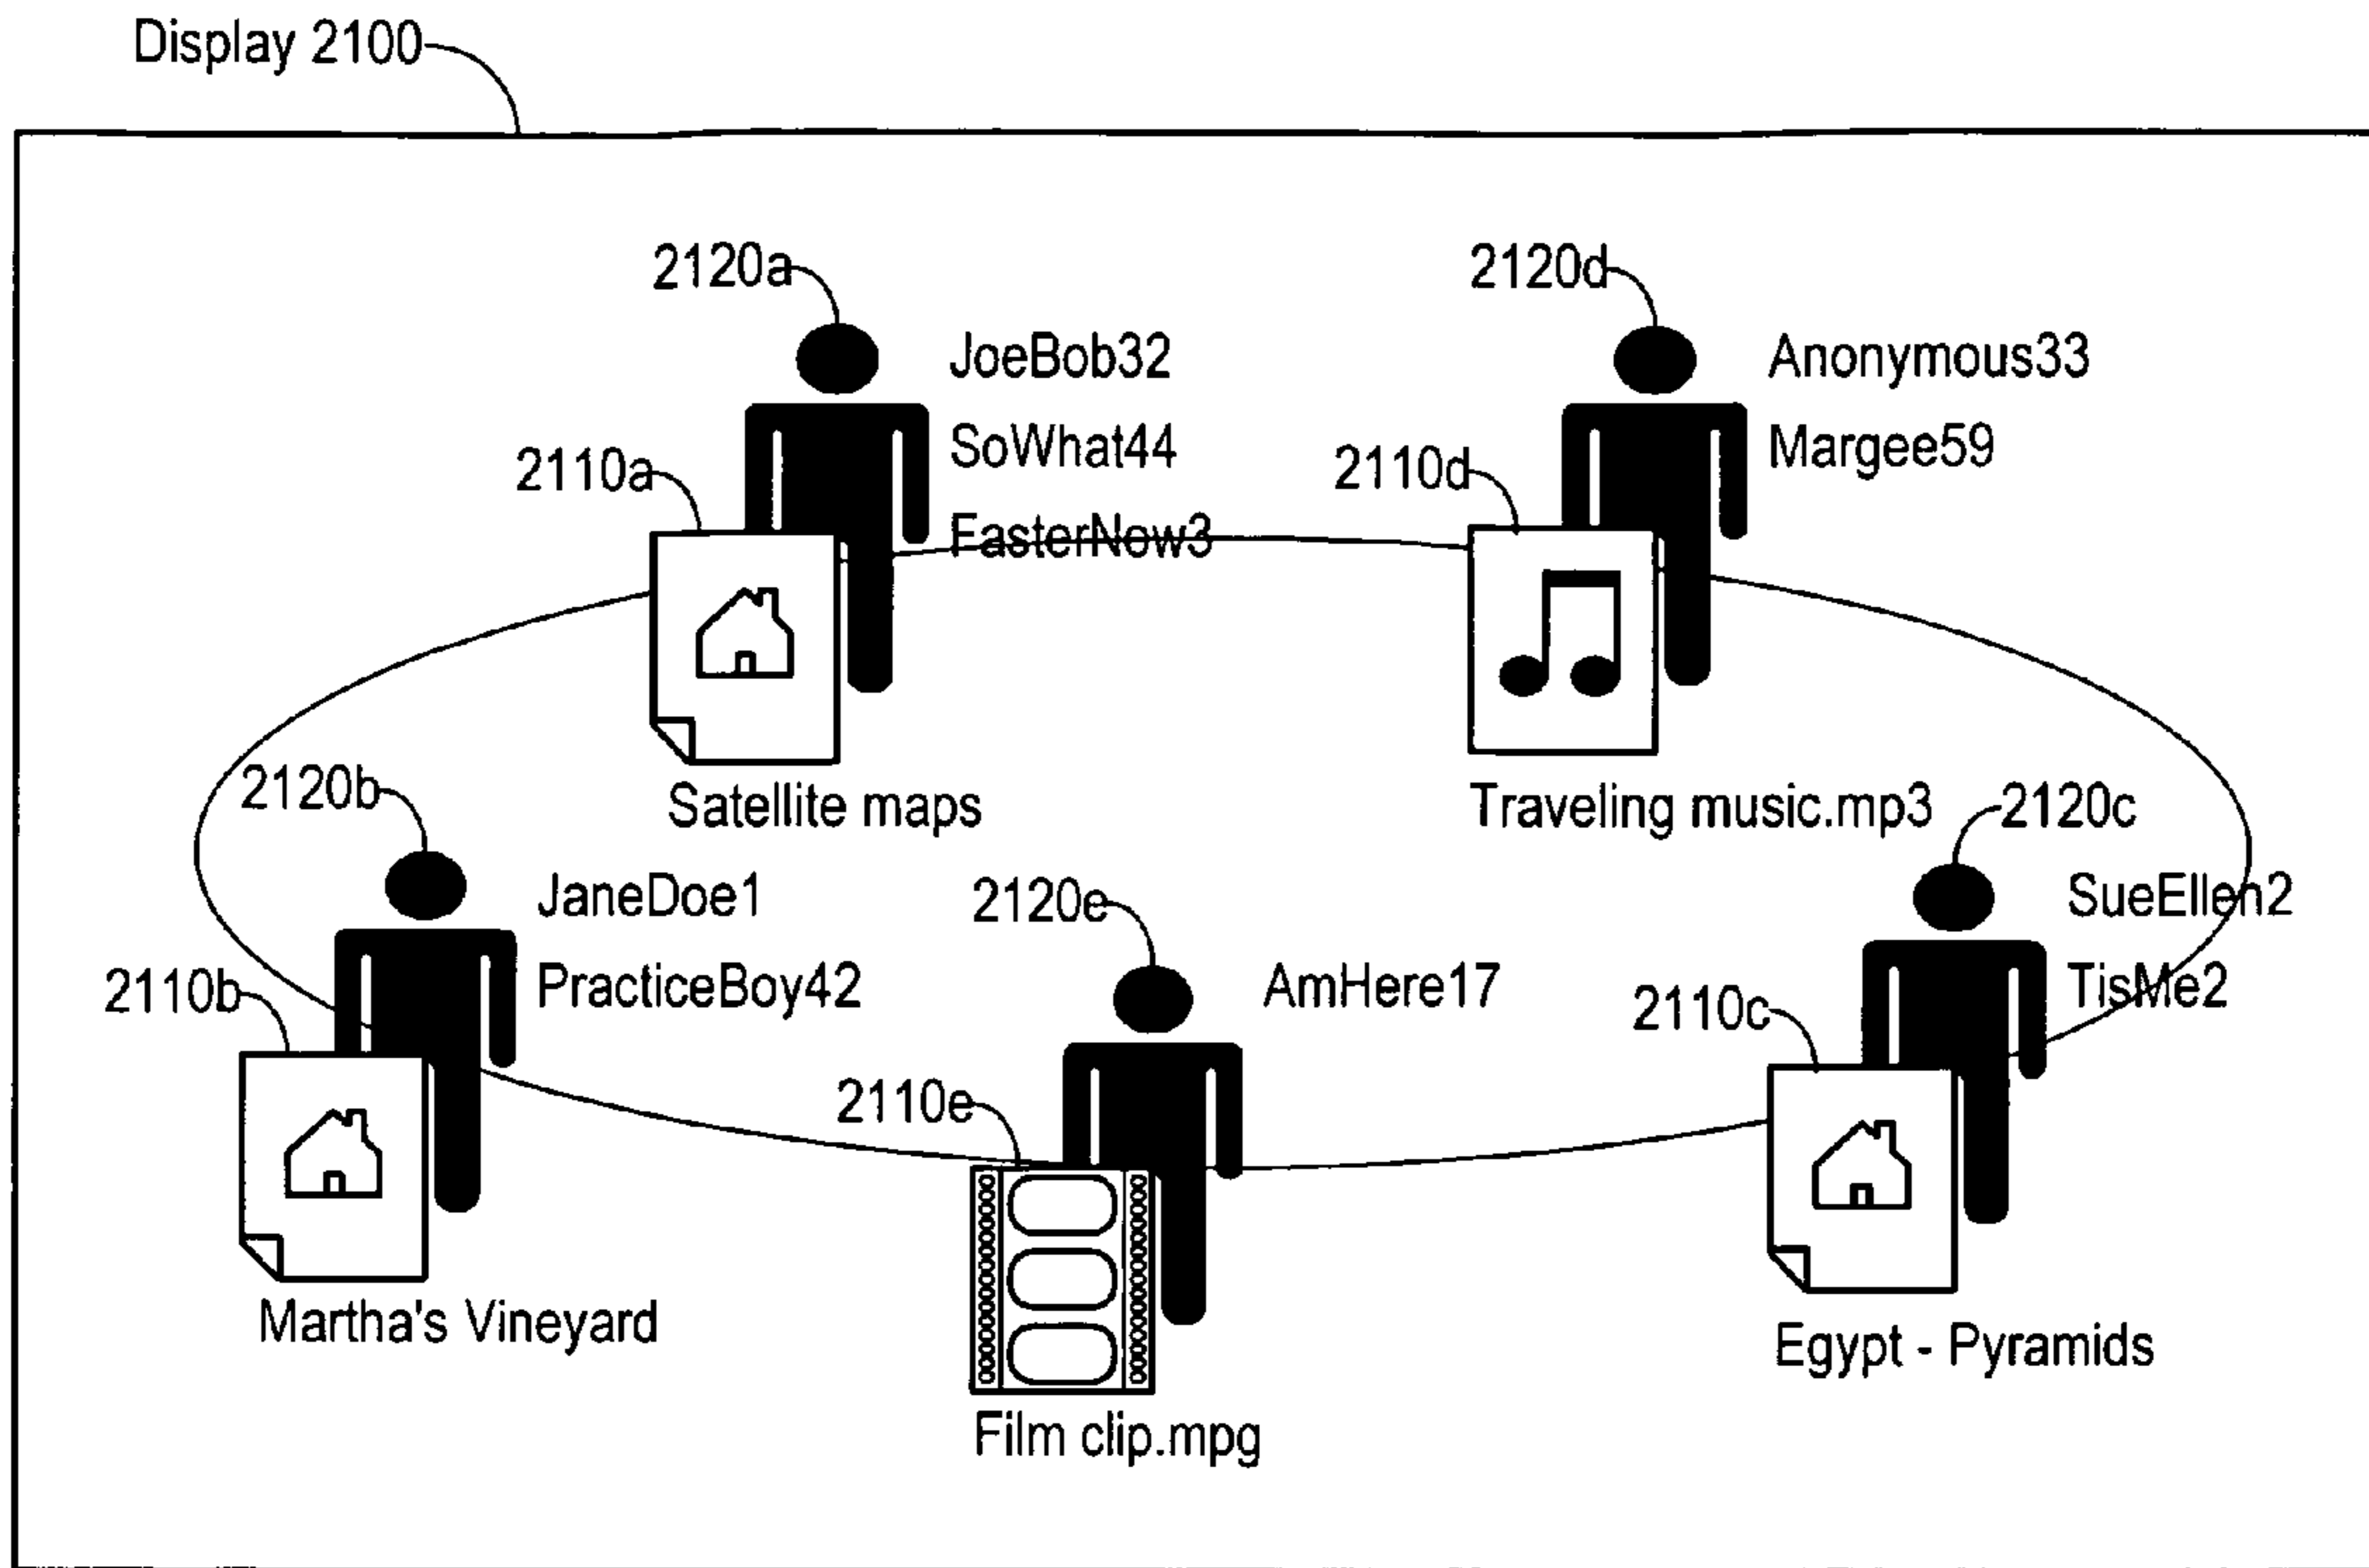 Display 2100
2120a
2120d
JoeBob32
Anonymous33
SoWhat44
Margee59
2110a
2110d
FasterNow3
2120b
Satellite maps
Traveling music.mp3
2120c
JaneDoe1
2120e
SueEllen2
PracticeBoy42
AmHere17
TisMe2
2110b
2110c
2110e
Martha's Vineyard
Egypt - Pyramids
Film clip.mpg